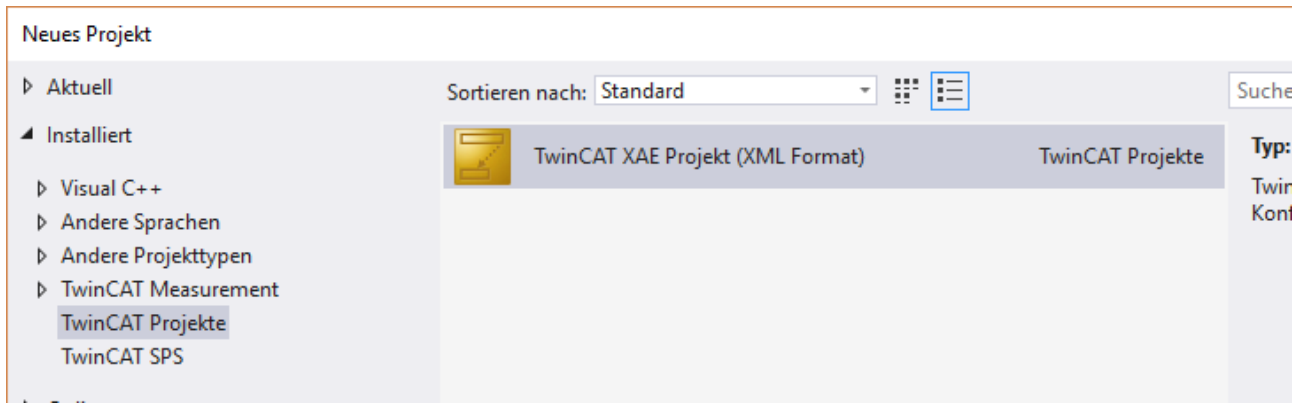 Neues Projekt
Aktuell
Installiert
Visual C++
Andere Sprachen
Andere Projekttypen
TwinCAT Measurement
TwinCAT Projekte
TwinCAT SPS
Sortieren nach: Standard
TwinCAT XAE Projekt (XML Format) TwinCAT Projekte
Suche
Typ: